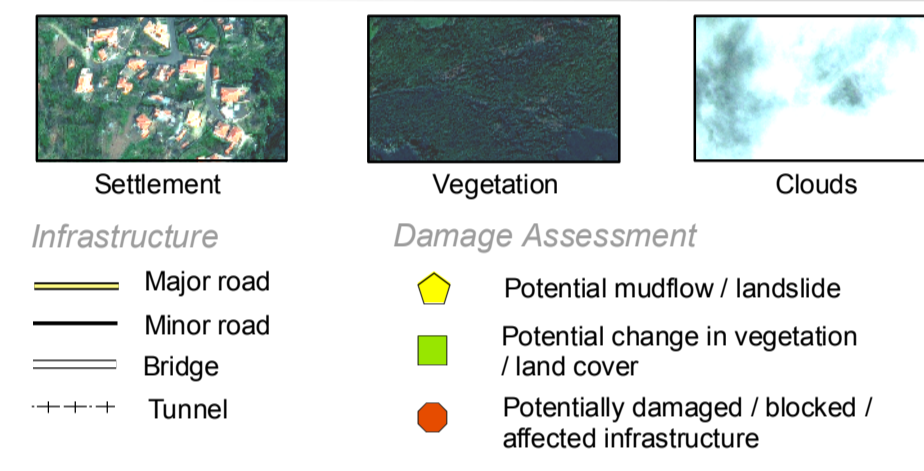 Settlement
Vegetation
Clouds
Infrastructure
Major road
Minor road
Bridge
Tunnel
Damage Assessment
Potential mudflow / landslide
Potential change in vegetation
/ land cover
Potentially damaged / blocked /
affected infrastructure